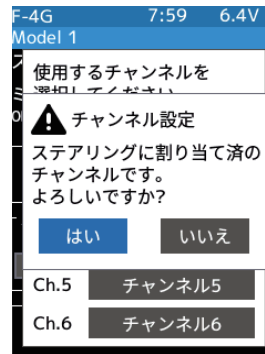 F-4G 7:59 6.4V
Model 1
使用するチャンネルを
選択してください
チャンネル設定
ステアリングに割り当て済の
チャンネルです。
よろしいですか?
はい いいえ
Ch.5 チャンネル5
Ch.6 チャンネル6